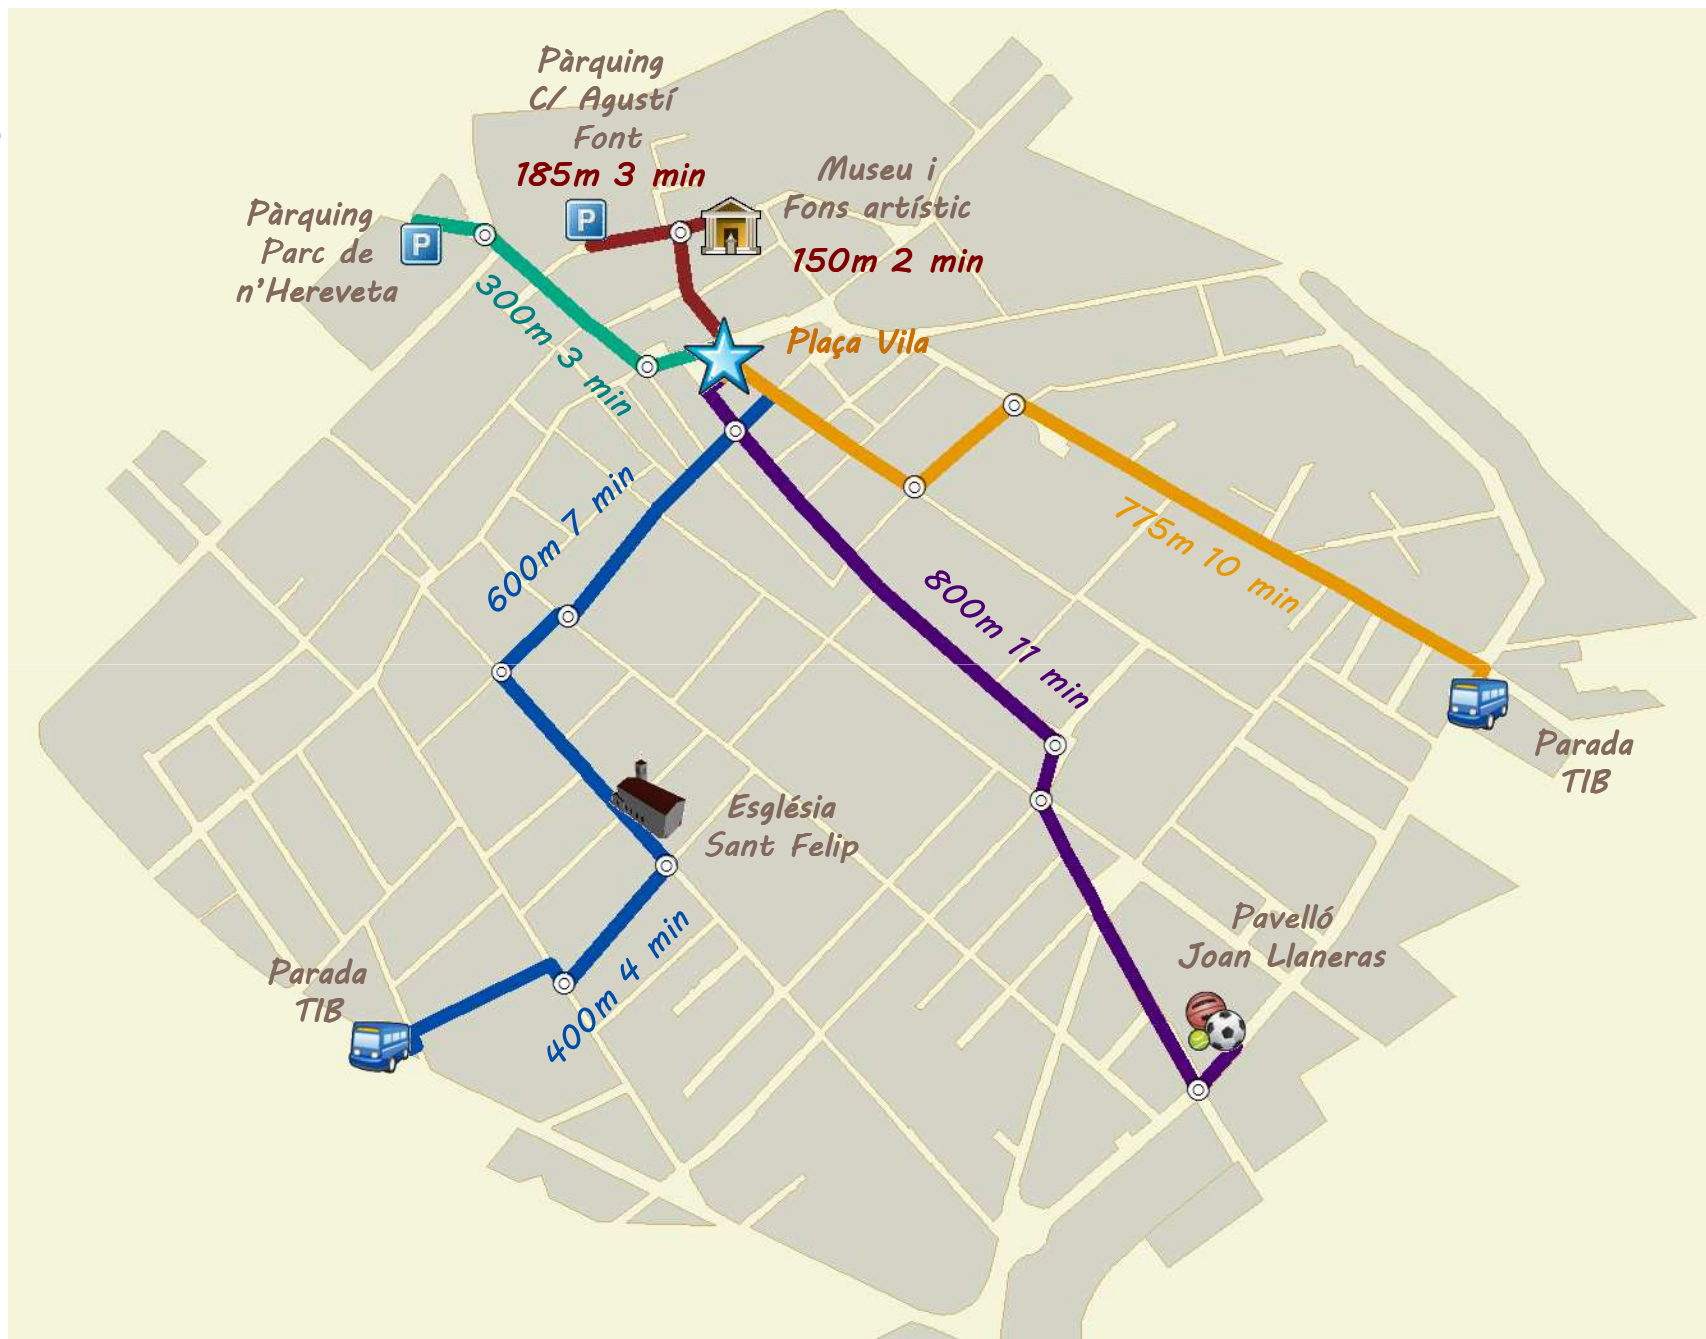 Pàrquing
C/ Agustí
Font
185m 3 min
Museu i
Fons artístic
150m 2 min
Pàrquing
Parc de
n'Hereveta
P
P
300m 3 min
Plaça Vila
600m 7 min
775m 10 min
800m 11 min
Parada
TIB
Església
Sant Felip
Pavelló
Joan Llaneras
400m 4 min
Parada
TIB